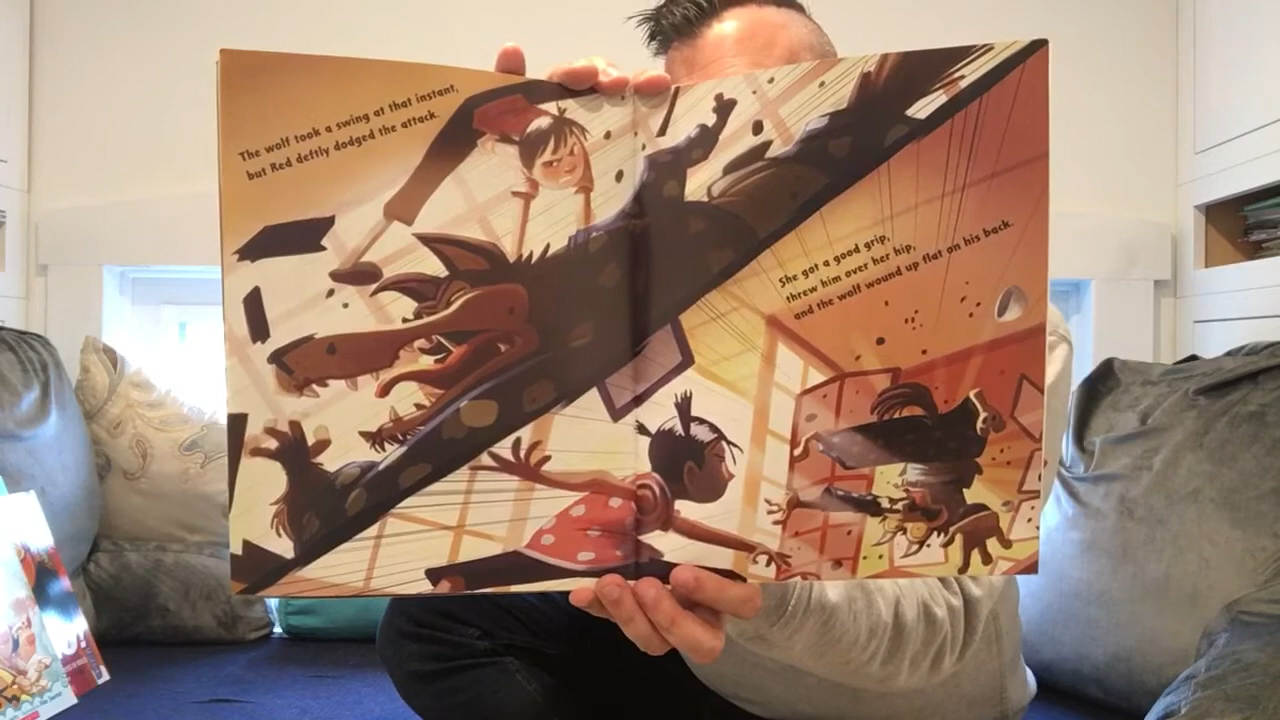 The wolf took a swing at that instant,
but Red deftly dodged the attack.
She got a good grip,
threw him over her hip,
and the wolf wound up flat on his back.